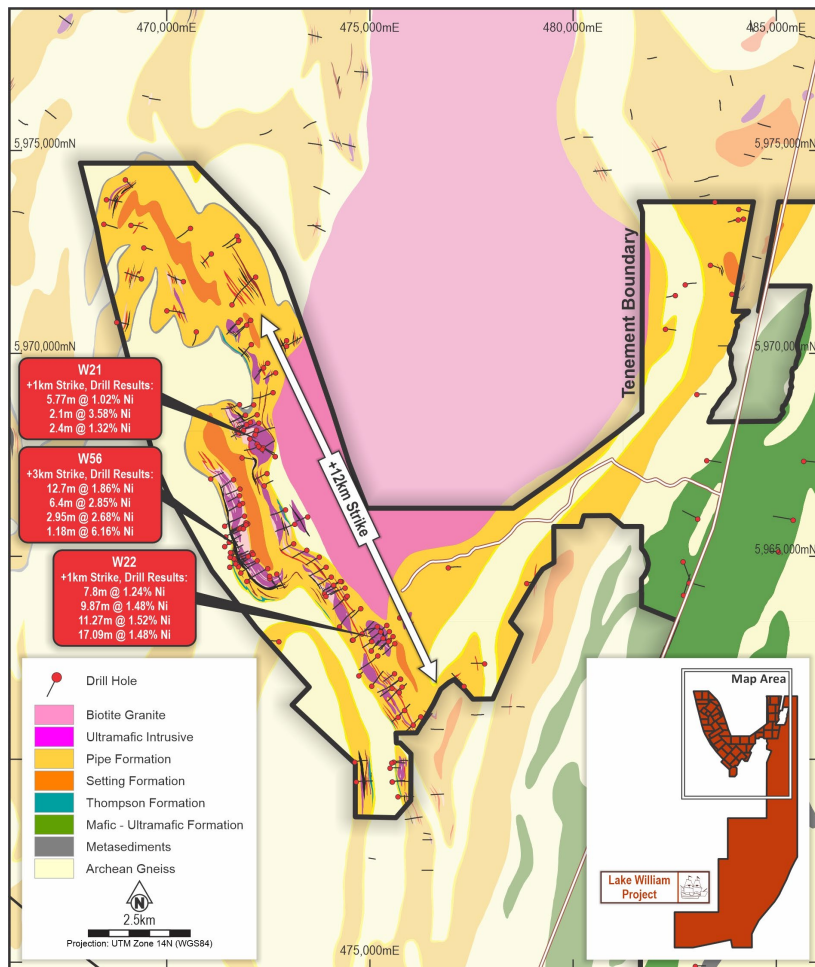 470,000mE
475,000mE
480,000mE
485,000mE
5,975,000mN
5,975,000mN
Tenement Boundary
5,970,000mN
5,970,000mN
W21
+1km Strike, Drill Results:
5.77m @ 1.02% Ni
2.1m @ 3.58% Ni
2.4m @ 1.32% Ni
W56
+3km Strike, Drill Results:
12.7m @ 1.86% Ni
6.4m @ 2.85% Ni
2.95m @ 2.68% Ni
1.18m @ 6.16% Ni
+12km Strike
5,965,000mN
W22
+1km Strike, Drill Results:
7.8m @ 1.24% Ni
9.87m @ 1.48% Ni
11.27m @ 1.52% Ni
17.09m @ 1.48% Ni
Drill Hole
Biotite Granite
Ultramafic Intrusive
Pipe Formation
Setting Formation
Thompson Formation
Mafic - Ultramafic Formation
Metasediments
Archean Gneiss
N
2.5km
Projection: UTM Zone 14N (WGS84)
Map Area
Lake William
Project
475,000mE